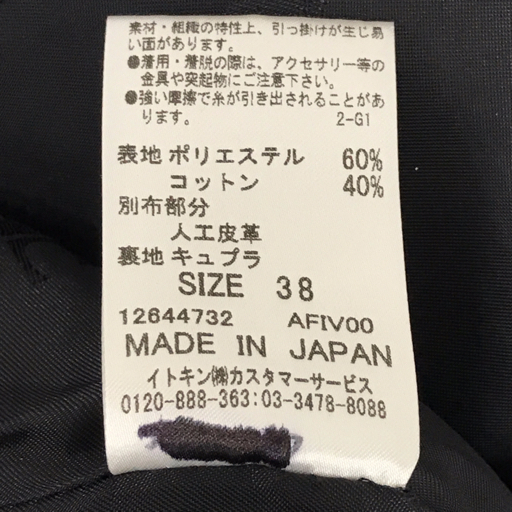 素材・組織の特性上、引っ掛けが生じ易
い面があります。
●着用・着脱の際は、アクセサリー等の
金具や突起物にご注意下さい。
●強い摩擦で糸が引き出されることがあ
ります。 2-G1
表地 ポリエステル 60%
コットン 40%
別布部分
人工皮革
裏地 キュプラ
SIZE 38
12644732 AFIV00
MADE IN JAPAN
イトキン㈱カスタマーサービス
0120-888-363:03-3478-8088